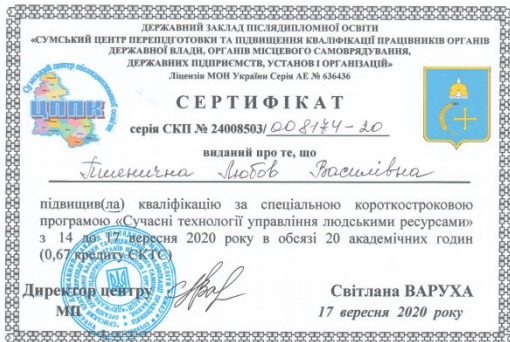 ДЕРЖАВНИЙ ЗАКЛАД ПІСЛЯДИПЛОМНОЇ ОСВІТИ
«СУМСЬКИЙ ЦЕНТР ПЕРЕПІДГОТОВКИ ТА ПІДВИЩЕННЯ КВАЛІФІКАЦІЇ ПРАЦІВНИКІВ ОРГАНІВ
ДЕРЖАВНОЇ ВЛАДИ, ОРГАНІВ МІСЦЕВОГО САМОВРЯДУВАННЯ,
ДЕРЖАВНИХ ПІДПРИЄМСТВ, УСТАНОВ І ОРГАНІЗАЦІЙ»
Ліцензія МОН України Серія АЕ № 636436
Сумський центр післядипломної освіти
ЦППК
СЕРТИФІКАТ
серія СКП № 24008503/ 008174-20
виданий про те, що
Пшенична Любов Василівна
підвищив(ла) кваліфікацію за спеціальною короткостроковою
програмою «Сучасні технології управління людськими ресурсами»
з 14 до 17 вересня 2020 року в обсязі 20 академічних годин
(0,67 кредиту ЄКТС)
Директор центру
Світлана ВАРУХА
МП
17 вересня 2020 року